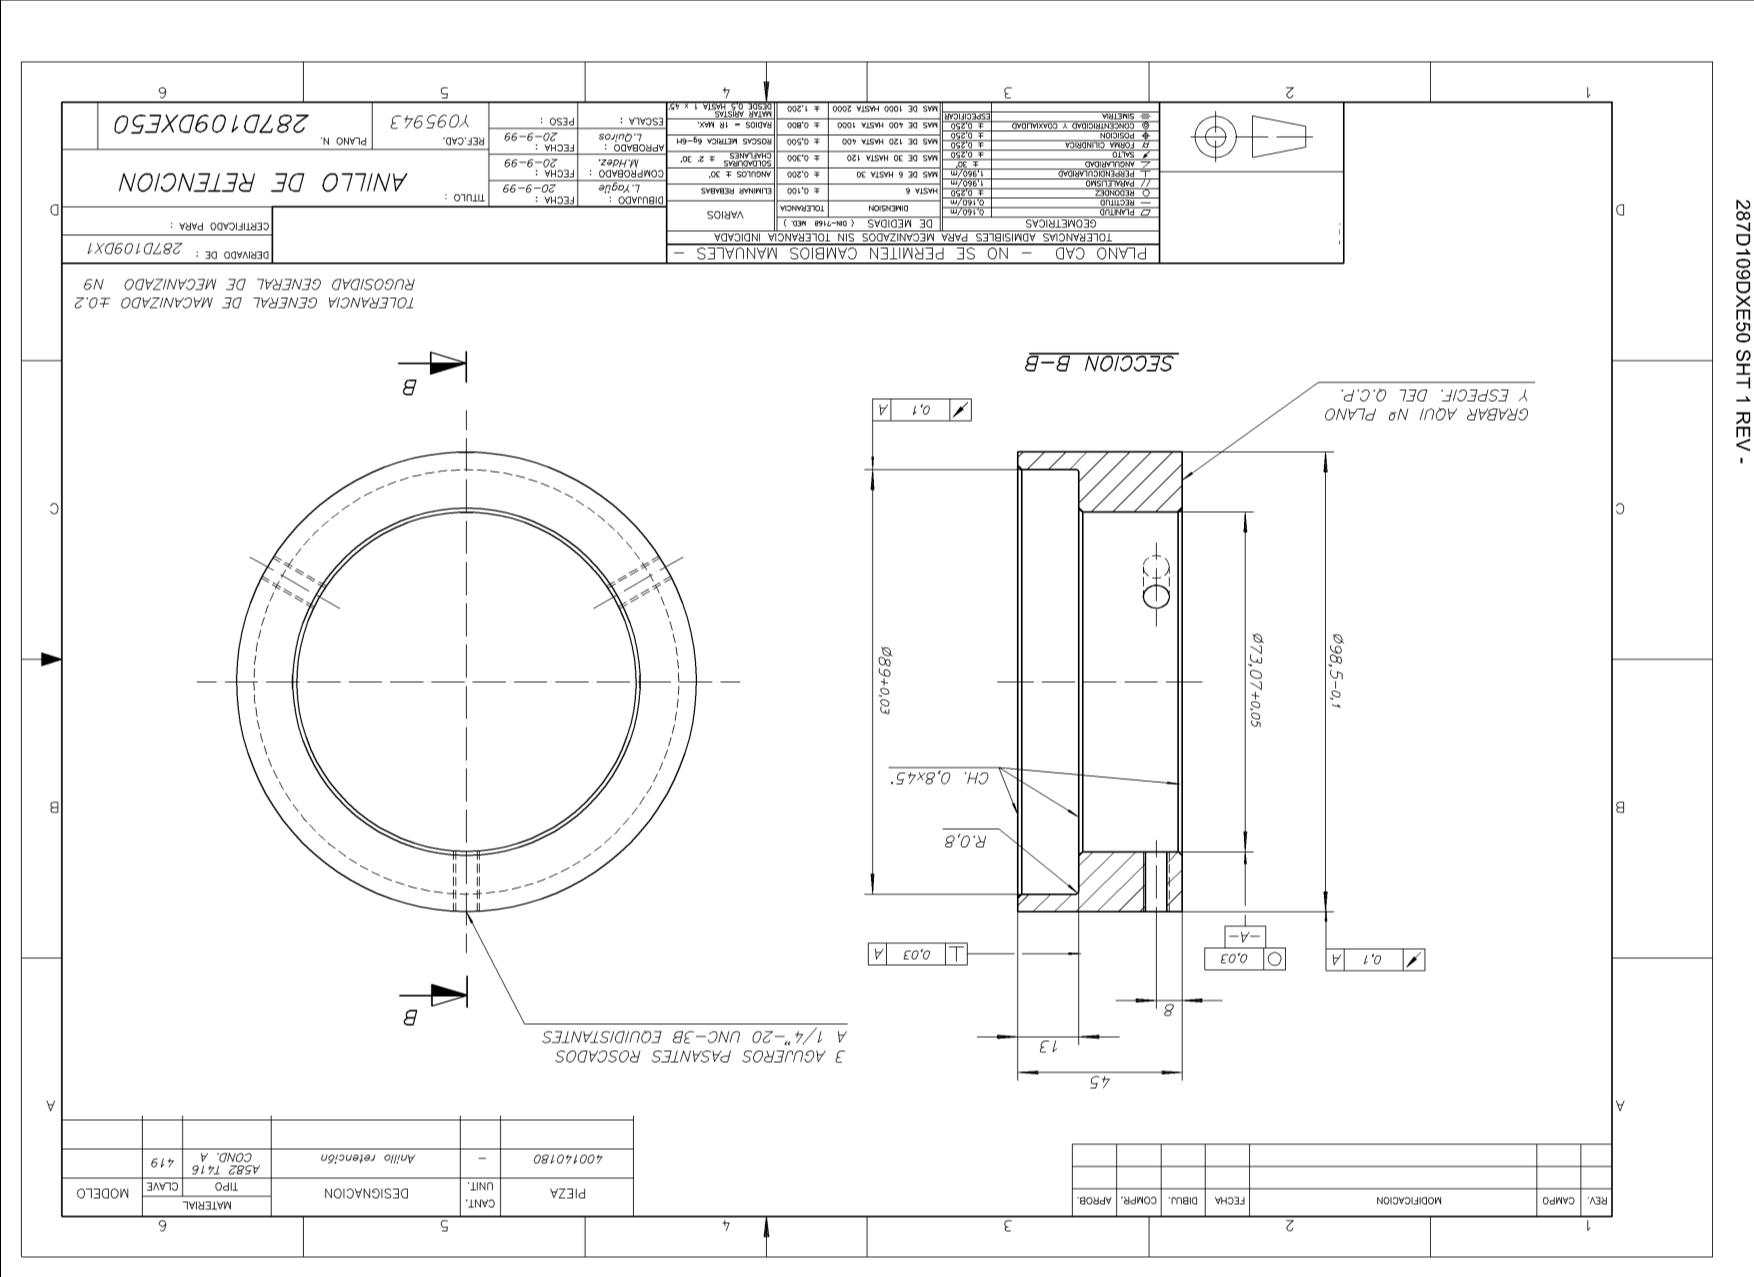 287D109DXE50 SHT 1 REV -
1
2
3
4
5
6
REV.
CAMPO
MODIFICACION
FECHA
DIBUJ.
COMPR.
APROB.
PIEZA
CANT. UNIT.
DESIGNACION
MATERIAL
TIPO
CLAVE
MODELO
400140180
-
Anillo retención
A582 T416
COND. A
419
A
A
45
13
8
3 AGUJEROS PASANTES ROSCADOS
A 1/4"-20 UNC-3B EQUIDISTANTES
B
0,1 A
0,03
-A-
0,03 A
R.0,8
CH. 0,8x45°
B
B
Ø98,5-0,1
Ø73,07+0,05
Ø89+0,03
C
C
0,1 A
GRABAR AQUI Nº PLANO
Y ESPECIF. DEL Q.C.P.
SECCION B-B
B
TOLERANCIA GENERAL DE MACANIZADO ±0.2
RUGOSIDAD GENERAL DE MECANIZADO N9
D
D
PLANO CAD - NO SE PERMITEN CAMBIOS MANUALES -
TOLERANCIAS ADMISIBLES PARA MECANIZADOS SIN TOLERANCIA INDICADA
GEOMETRICAS
DE MEDIDAS ( DIN-7168 MED. )
VARIOS
PLANITUD 0,160/m
RECTITUD 0,160/m
REDONDEZ ± 0,250
PARALELISMO 1,960/m
PERPENDICULARIDAD 1,960/m
ANGULARIDAD ± 30'
SALTO ± 0,250
FORMA CILINDRICA ± 0,250
POSICION ± 0,250
CONCENTRICIDAD Y COAXIALIDAD ± 0,250
SIMETRIA ESPECIFICAR
DIMENSION TOLERANCIA
HASTA 6 ± 0,100
MAS DE 6 HASTA 30 ± 0,200
MAS DE 30 HASTA 120 ± 0,300
MAS DE 120 HASTA 400 ± 0,500
MAS DE 400 HASTA 1000 ± 0,800
MAS DE 1000 HASTA 2000 ± 1,200
ELIMINAR REBABAS
ANGULOS ± 30'
SOLDADURAS
CHAFLANES ± 2° 30'
ROSCAS METRICA 6g-6H
RADIOS - 1R MAX.
MATAR ARISTAS
DESDE 0,5 HASTA 1 x 45°
DERIVADO DE : 287D109DX1
CERTIFICADO PARA :
DIBUJADO : L.Yagüe
FECHA : 20-9-99
COMPROBADO : M.Hdez.
FECHA : 20-9-99
APROBADO : L.Quiros
FECHA : 20-9-99
ESCALA :
PESO :
TITULO :
ANILLO DE RETENCION
REF.CAD.
Y095943
PLANO N.
287D109DXE50
1
2
3
4
5
6